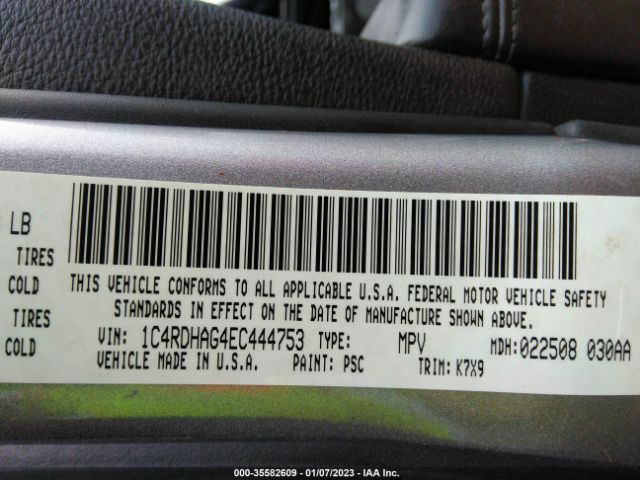 LB
TIRES
COLD
TIRES
COLD
THIS VEHICLE CONFORMS TO ALL APPLICABLE U.S.A. FEDERAL MOTOR VEHICLE SAFETY
STANDARDS IN EFFECT ON THE DATE OF MANUFACTURE SHOWN ABOVE.
VIN: 1C4RDHAG4EC444753 TYPE: MPV MDH:022508 030AA
VEHICLE MADE IN U.S.A. PAINT: PSC TRIM: K7X9
000-35582609 - 01/07/2023 - IAA Inc.